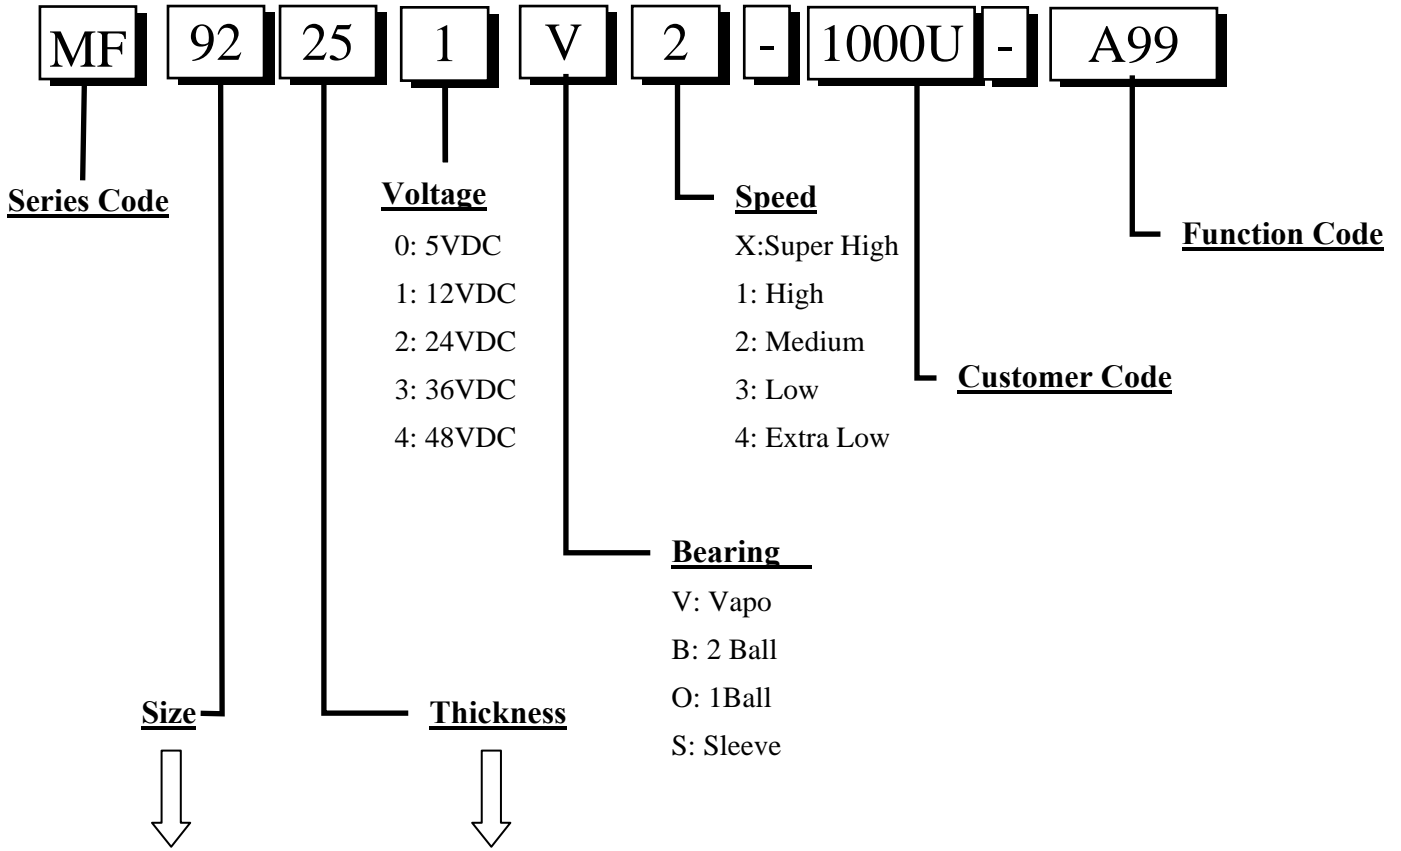 MF 92 25 1 V 2 - 1000U - A99
Series Code
Voltage
0: 5VDC
1: 12VDC
2: 24VDC
3: 36VDC
4: 48VDC
Speed
X:Super High
1: High
2: Medium
3: Low
4: Extra Low
Function Code
Customer Code
Bearing
V: Vapo
B: 2 Ball
O: 1Ball
S: Sleeve
Size
Thickness